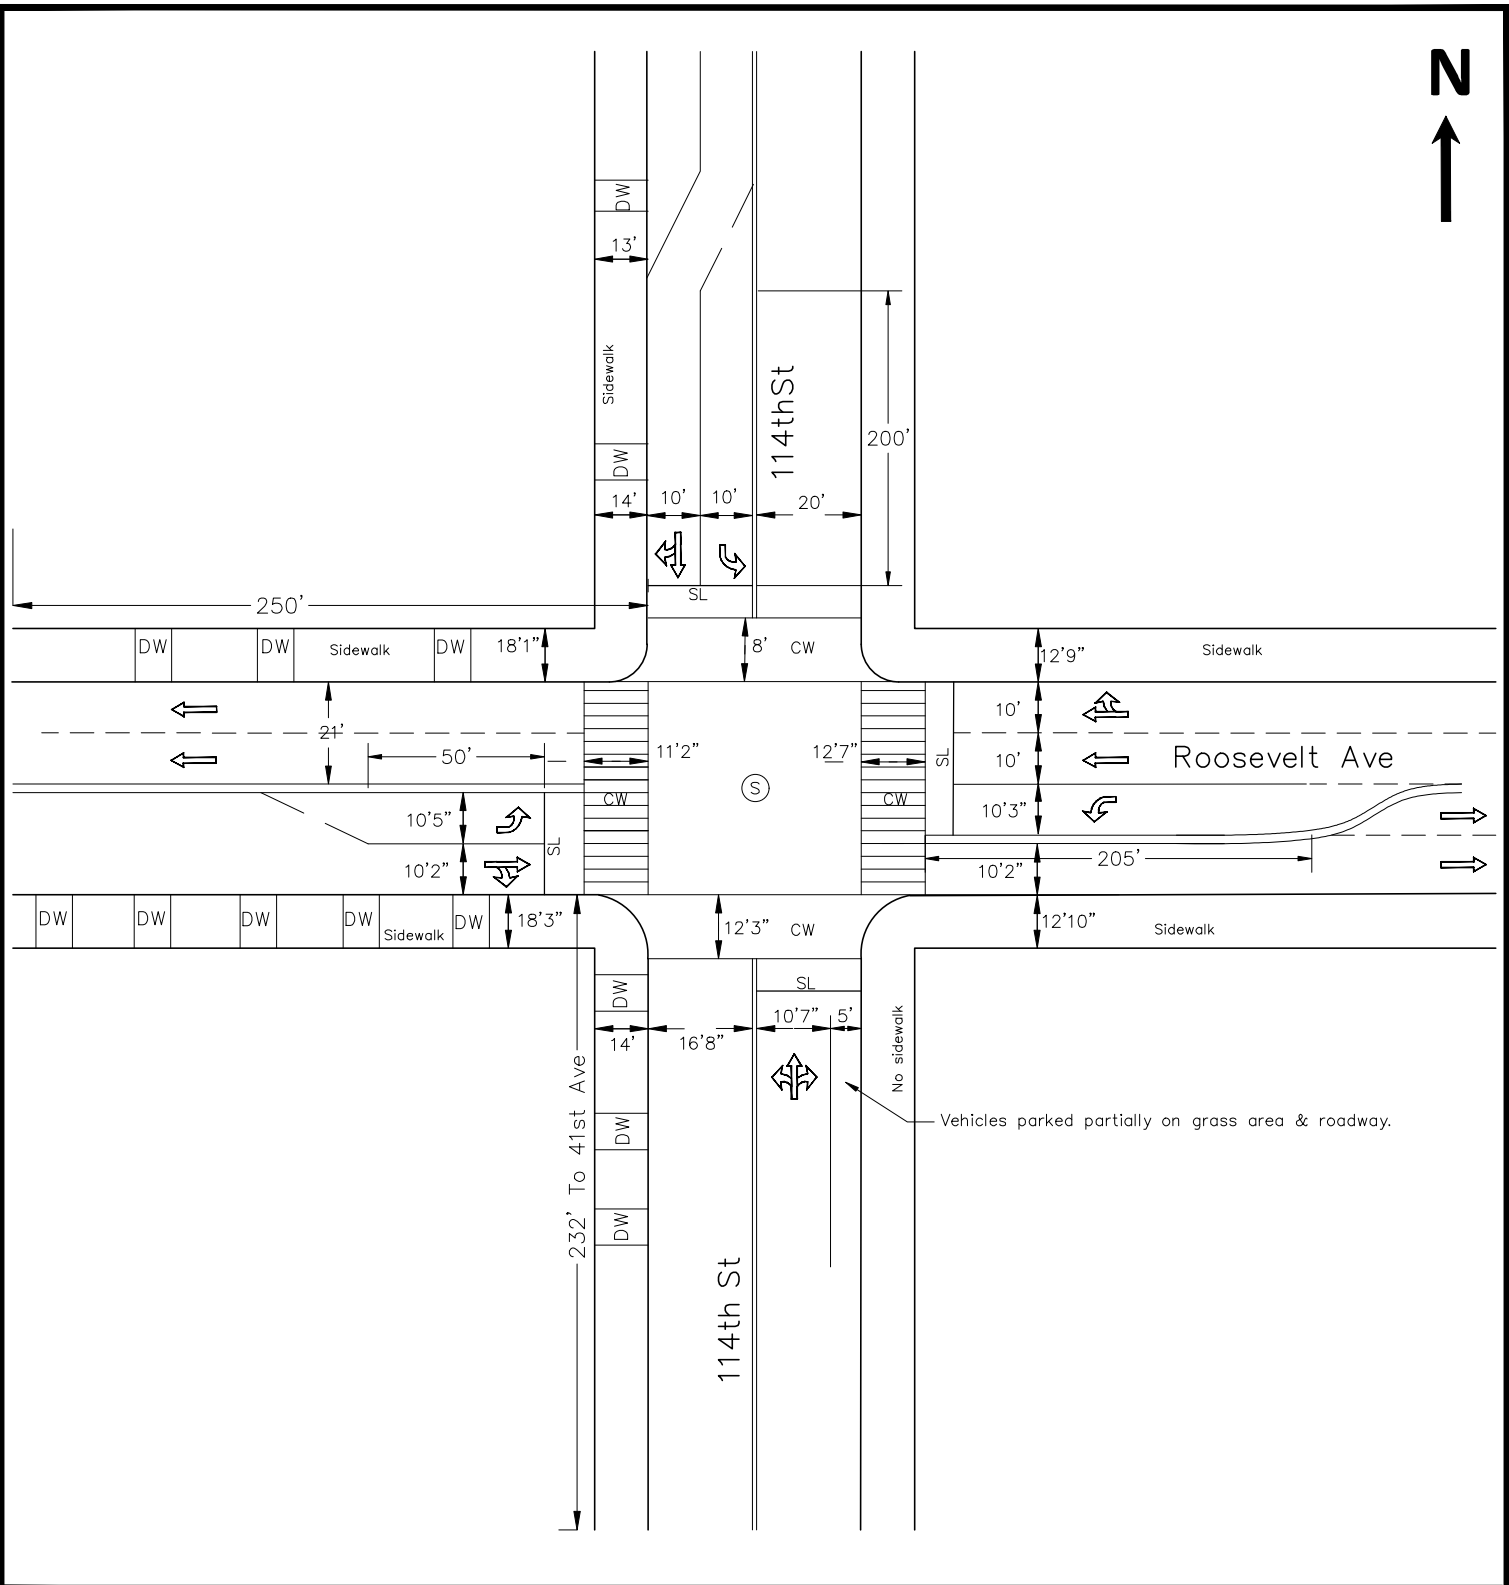 N
DW
13'
Sidewalk
114thSt
200'
DW
14'
10'
10'
20'
SL
250'
DW
DW
Sidewalk
DW
18'1"
8'
CW
12'9"
Sidewalk
21'
50'
11'2"
12'7"
SL
10'
10'
Roosevelt Ave
S
CW
CW
10'5"
10'2"
SL
10'3"
10'2"
205'
DW
DW
DW
DW
Sidewalk
DW
18'3"
12'3"
CW
12'10"
Sidewalk
DW
SL
14'
16'8"
10'7"
5'
No sidewalk
232' To 41st Ave
DW
Vehicles parked partially on grass area & roadway.
DW
114th St